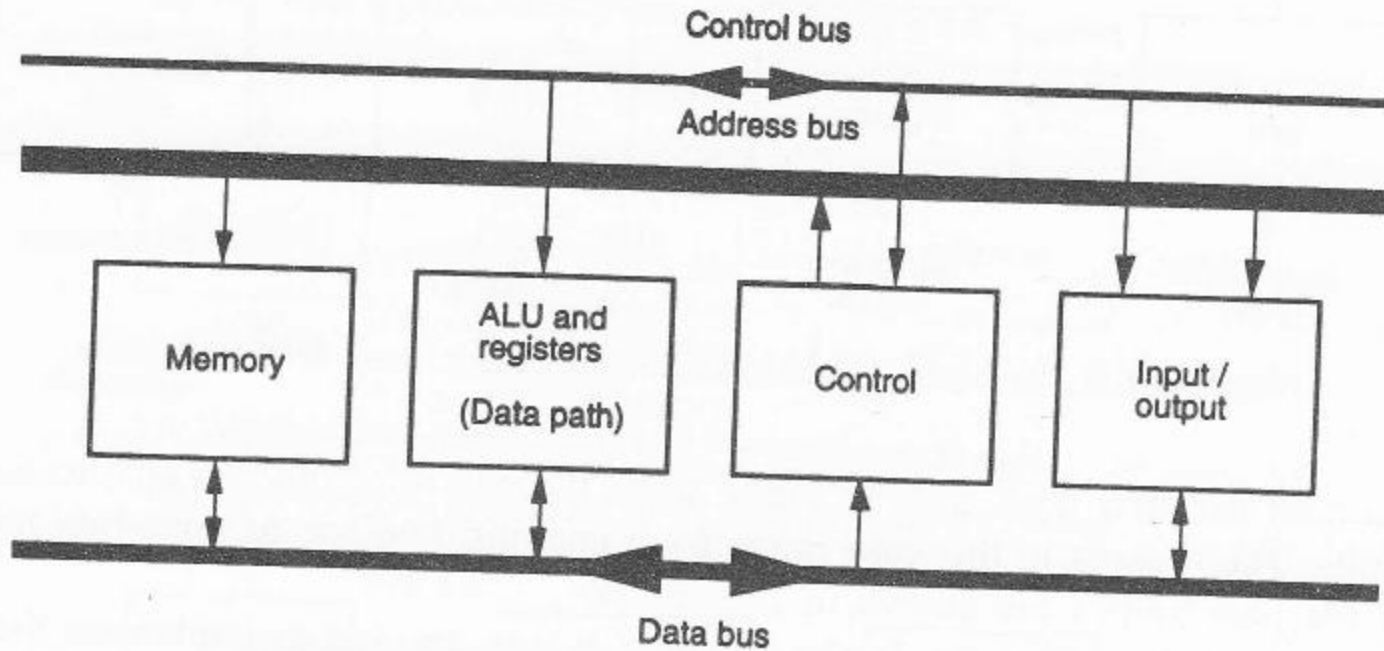 Control bus
Address bus
Memory
ALU and
registers
(Data path)
Control
Input /
output
Data bus